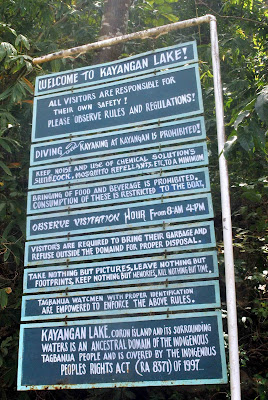 WELCOME TO KAYANGAN LAKE!
ALL VISITORS ARE RESPONSIBLE FOR
THEIR OWN SAFETY!
PLEASE OBSERVE RULES AND REGULATIONS!
DIVING, AND KAYAKING AT KAYANGAN IS PROHIBITED!
KEEP NOISE AND USE OF CHEMICAL SOLUTION'S
SUNBLOCK, MOSQUITO REPELLANTS, ETC, TO A MINIMUM
BRINGING OF FOOD AND BEVERAGE IS PROHIBITED.
CONSUMPTION OF THESE IS RESTRICTED TO THE BOAT,
OBSERVE VISITATION HOUR FROM 8AM 4PM
VISITOR'S ARE REQUIRED TO BRING THEIR GARBAGE AND
REFUSE OUTSIDE THE DOMAIND FOR PROPER DISPOSAL.
TAKE NOTHING BUT PICTURES, LEAVE NOTHING BUT
FOOTPRINTS, KEEP NOTHING BUT MEMORIES, KILL NOTHING BUT TIME,
TAGBANUA WATCMEN WITH PROPER IDENTIFICATION
ARE EMPOWERED TO ENFORCE THE ABOVE RULES.
KAYANGAN LAKE, CORON ISLAND AND ITS SURROUNDING
WATERS IS AN ANCESTRAL DOMAIN OF THE INDIGENOUS
TAGBANUA PEOPLE AND IS COVERED BY THE INDIGENOUS
PEOPLES RIGHTS ACT (RA 8371) OF 1997.